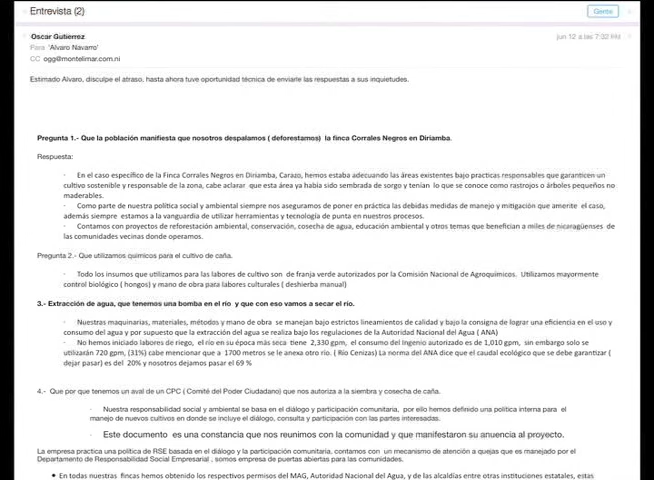 Entrevista (2)
Gente
Oscar Gutierrez
jun 12 a las 7:32 PM
Para 'Alvaro Navarro'
CC ogg@montelimar.com.ni
Estimado Alvaro, disculpe el atraso, hasta ahora tuve oportunidad técnica de enviarle las respuestas a sus inquietudes.
Pregunta 1.- Que la población manifiesta que nosotros despalamos ( deforestamos) la finca Corrales Negros en Diriamba.
Respuesta:
· En el caso específico de la Finca Corrales Negros en Diriamba, Carazo, hemos estaba adecuando las áreas existentes bajo practicas responsables que garanticen un
cultivo sostenible y responsable de la zona, cabe aclarar que esta área ya había sido sembrada de sorgo y tenían lo que se conoce como rastrojos o árboles pequeños no
maderables.
· Como parte de nuestra política social y ambiental siempre nos aseguramos de poner en práctica las debidas medidas de manejo y mitigación que amerite el caso,
además siempre estamos a la vanguardia de utilizar herramientas y tecnología de punta en nuestros procesos.
· Contamos con proyectos de reforestación ambiental, conservación, cosecha de agua, educación ambiental y otros temas que benefician a miles de nicaragüenses de
las comunidades vecinas donde operamos.
Pregunta 2.- Que utilizamos quimicos para el cultivo de caña.
· Todo los insumos que utilizamos para las labores de cultivo son de franja verde autorizados por la Comisión Nacional de Agroquimicos. Utilizamos mayormente
control biológico ( hongos) y mano de obra para labores culturales ( deshierba manual)
3.- Extracción de agua, que tenemos una bomba en el río y que con eso vamos a secar el río.
· Nuestras maquinarias, materiales, métodos y mano de obra se manejan bajo estrictos lineamientos de calidad y bajo la consigna de lograr una eficiencia en el uso y
consumo del agua y por supuesto que la extracción del agua se realiza bajo los regulaciones de la Autoridad Nacional del Agua ( ANA)
· No hemos iniciado labores de riego, el río en su época más seca tiene 2,330 gpm, el consumo del Ingenio autorizado es de 1,010 gpm, sin embargo solo se
utilizarán 720 gpm, (31%) cabe mencionar que a 1700 metros se le anexa otro río. ( Río Cenizas) La norma del ANA dice que el caudal ecológico que se debe garantizar (
dejar pasar) es del 20% y nosotros dejamos pasar el 69 %
4.- Que por que tenemos un aval de un CPC ( Comité del Poder Ciudadano) que nos autoriza a la siembra y cosecha de caña.
· Nuestra responsabilidad social y ambiental se basa en el diálogo y participación comunitaria, por ello hemos definido una política interna para el
manejo de nuevos cultivos en donde se incluye el diálogo, consulta y participación con las partes interesadas.
· Este documento es una constancia que nos reunimos con la comunidad y que manifestaron su anuencia al proyecto.
La empresa practica una política de RSE basada en el diálogo y la participación comunitaria, contamos con un mecanismo de atención a quejas que es manejado por el
Departamento de Responsabilidad Social Empresarial , somos empresa de puertas abiertas para las comunidades.
• En todas nuestras fincas hemos obtenido los respectivos permisos del MAG, Autoridad Nacional del Agua, y de las alcaldías entre otras instituciones estatales, estas